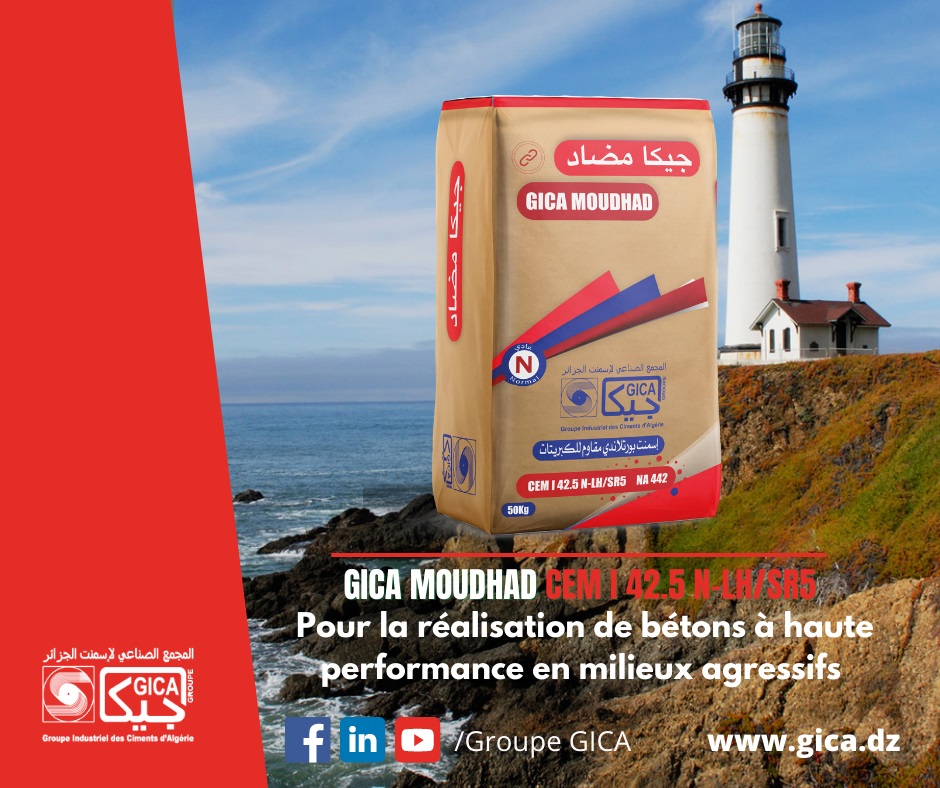 جيكا مضاد
GICA MOUDHAD
جيكا مضاد
عادي
N
Normal
المجمع الصناعي لإسمنت الجزائر
GICA
جيكا
GROUPE
Groupe Industriel des Ciments d'Algérie
إسمنت بورتلاندي مقاوم للكبريتات
CEM I 42.5 N-LH/SR5 NA 442
50Kg
GICA MOUDHAD CEM I 42.5 N-LH/SR5
Pour la réalisation de bétons à haute
performance en milieux agressifs
المجمع الصناعي لإسمنت الجزائر
GICA
جيكا
GROUPE
Groupe Industriel des Ciments d'Algérie
/Groupe GICA
www.gica.dz